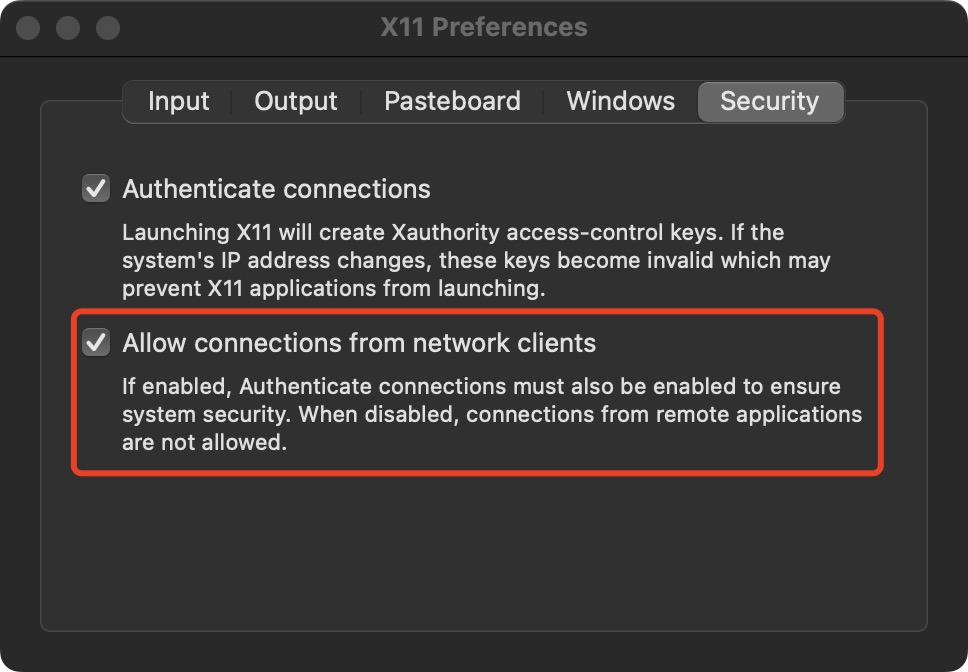 X11 Preferences
Input Output Pasteboard Windows Security
Authenticate connections
Launching X11 will create Xauthority access-control keys. If the
system's IP address changes, these keys become invalid which may
prevent X11 applications from launching.
Allow connections from network clients
If enabled, Authenticate connections must also be enabled to ensure
system security. When disabled, connections from remote applications
are not allowed.